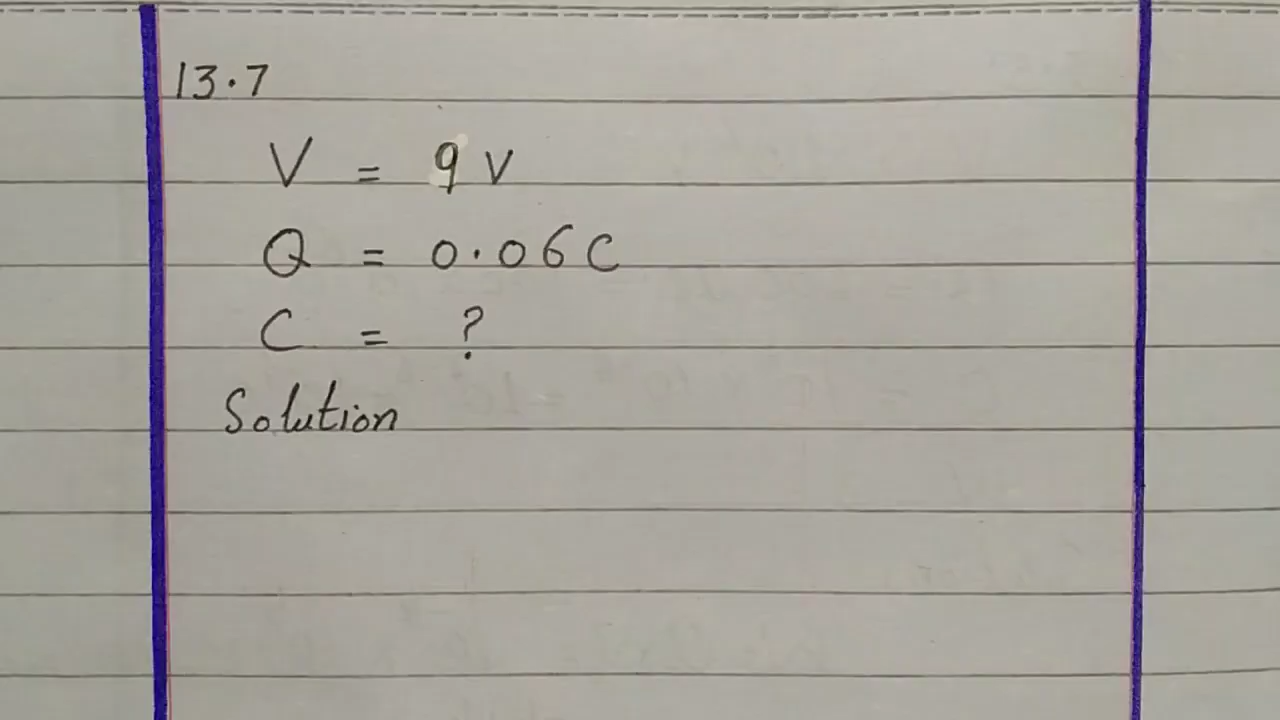 13.7
V = 9 V
Q = 0.06 C
C = ?
Solution